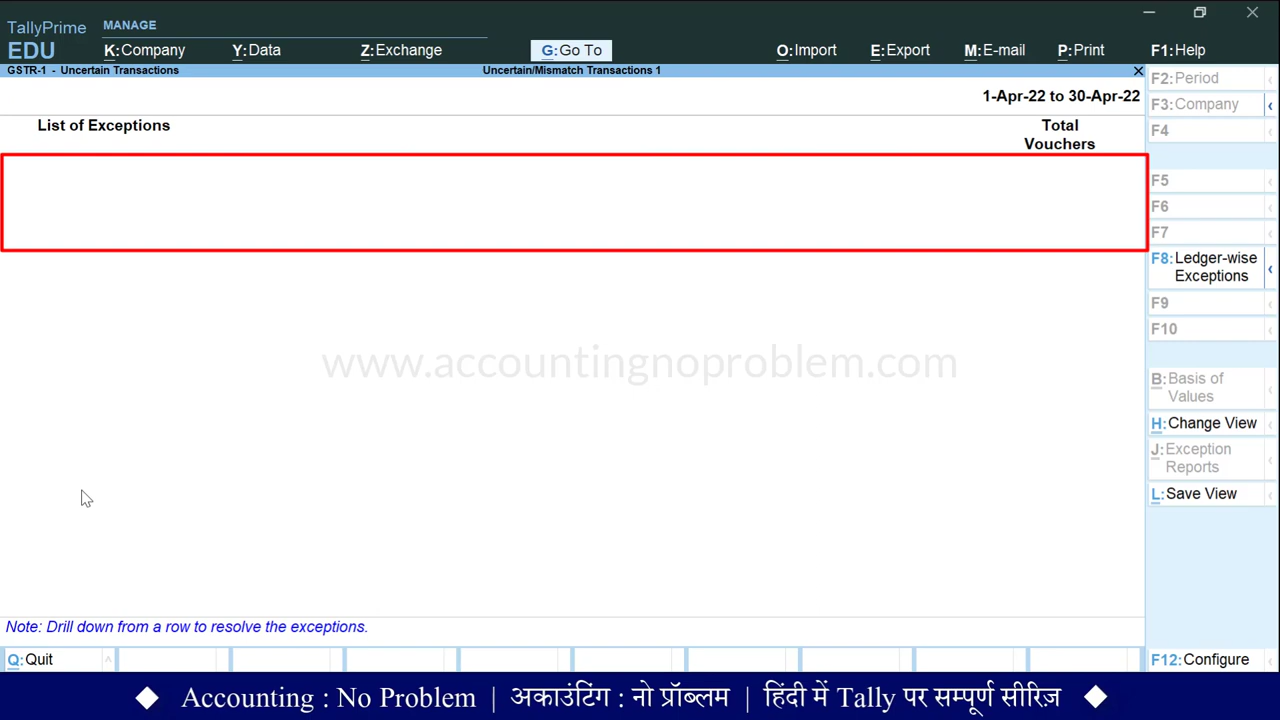 TallyPrime
EDU
MANAGE
K:Company
Y:Data
Z:Exchange
G:Go To
O:Import
E:Export
M:E-mail
P:Print
F1:Help
GSTR-1 - Uncertain Transactions
Uncertain/Mismatch Transactions 1
1-Apr-22 to 30-Apr-22
List of Exceptions
Total
Vouchers
F2:Period
F3:Company
F4
F5
F6
F7
F8:Ledger-wise
Exceptions
F9
F10
B:Basis of
Values
H:Change View
J:Exception
Reports
L:Save View
www.accountingnoproblem.com
Note: Drill down from a row to resolve the exceptions.
Q:Quit
F12:Configure
Accounting : No Problem | अकाउंटिंग : नो प्रॉब्लम | हिंदी में Tally पर सम्पूर्ण सीरिज़